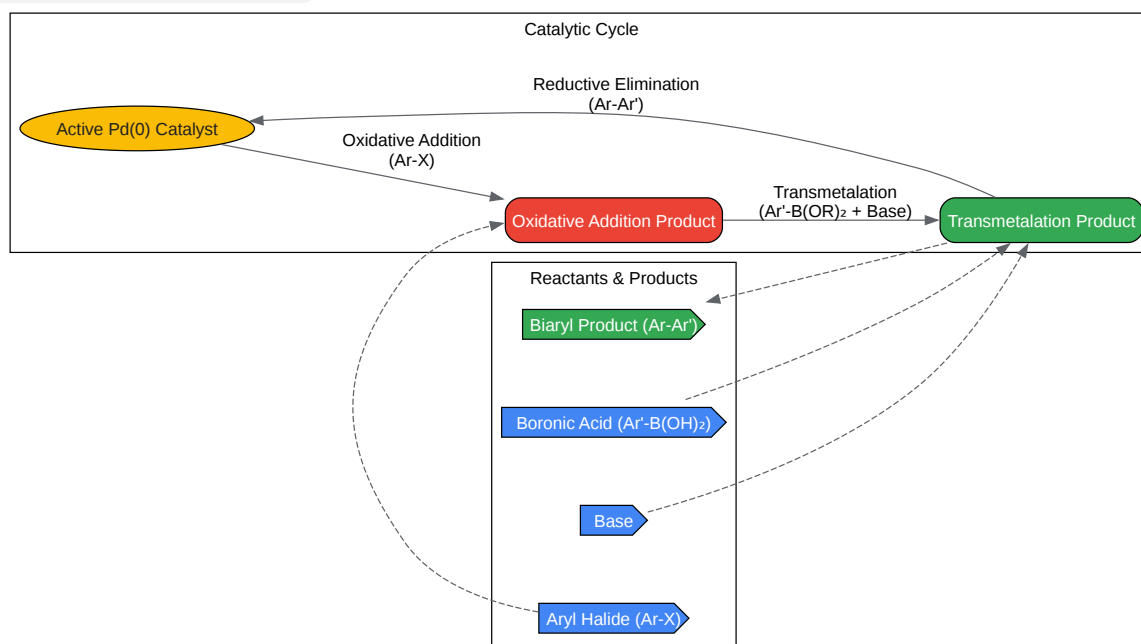 Catalytic Cycle
Reductive Elimination
(Ar-Ar')
Active Pd(0) Catalyst
Oxidative Addition
(Ar-X)
Oxidative Addition Product
Transmetalation
(Ar'-B(OR)₂ + Base)
Transmetalation Product
Reactants & Products
Biaryl Product (Ar-Ar')
Boronic Acid (Ar'-B(OH)₂)
Base
Aryl Halide (Ar-X)